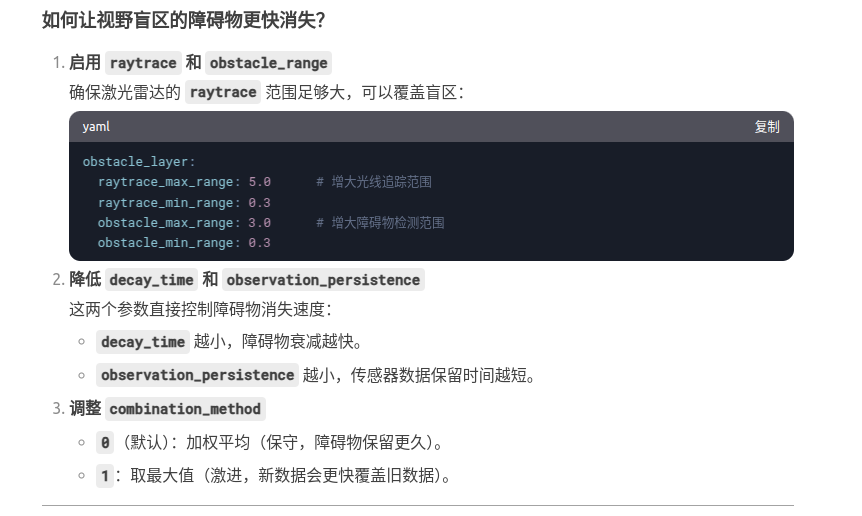 如何让视野盲区的障碍物更快消失？
1. 启用 raytrace 和 obstacle_range
确保激光雷达的 raytrace 范围足够大，可以覆盖盲区：
yaml 复制
obstacle_layer:
  raytrace_max_range: 5.0      # 增大光线追踪范围
  raytrace_min_range: 0.3
  obstacle_max_range: 3.0      # 增大障碍物检测范围
  obstacle_min_range: 0.3
2. 降低 decay_time 和 observation_persistence
这两个参数直接控制障碍物消失速度：
◦ decay_time 越小，障碍物衰减越快。
◦ observation_persistence 越小，传感器数据保留时间越短。
3. 调整 combination_method
◦ 0（默认）：加权平均（保守，障碍物保留更久）。
◦ 1：取最大值（激进，新数据会更快覆盖旧数据）。